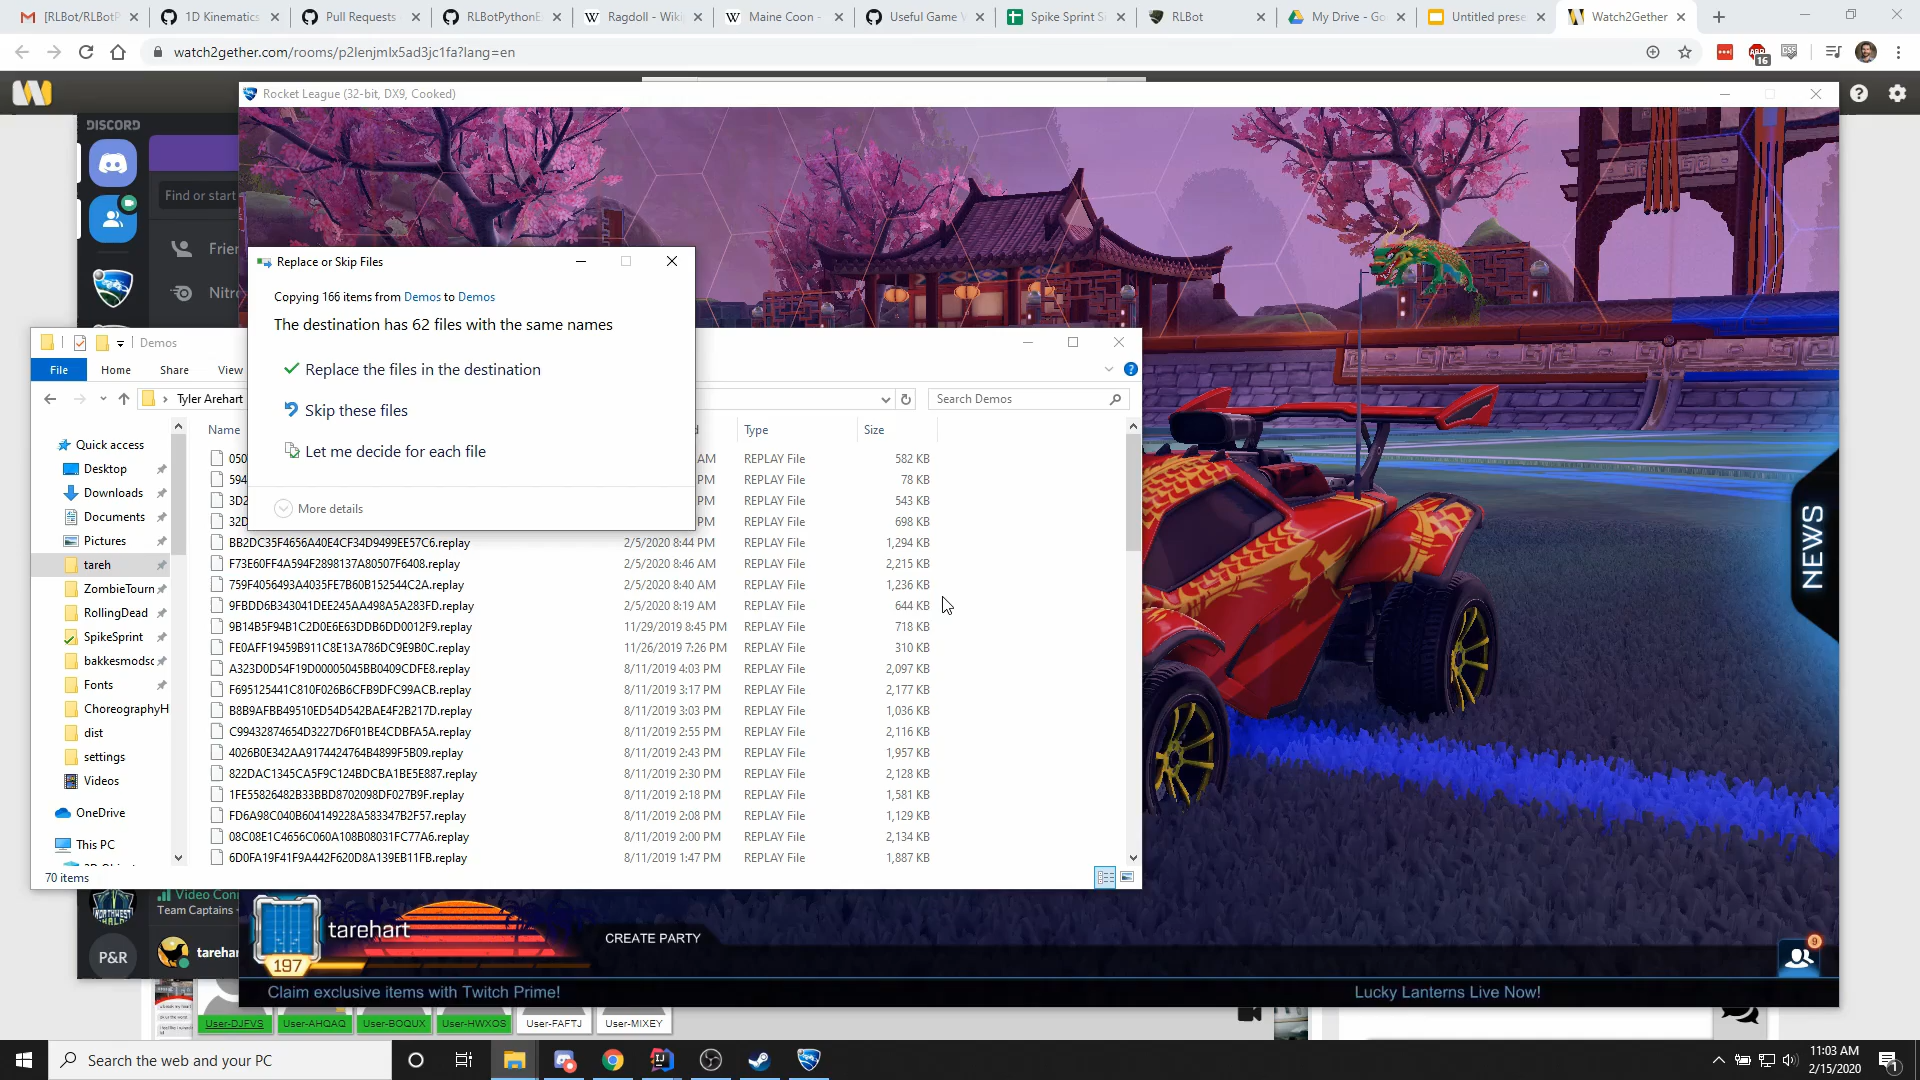 [RLBot/RLBotP
1D Kinematics
Pull Requests
RLBotPythonE
Ragdoll - Wiki
Maine Coon -
Useful Game V
Spike Sprint S
RLBot
My Drive - Go
Untitled prese
Watch2Gether
watch2gether.com/rooms/p2lenjmlx5ad3jc1fa?lang=en
16
Rocket League (32-bit, DX9, Cooked)
DISCORD
Find or start
Frien
Nitro
Replace or Skip Files
Copying 166 items from Demos to Demos
The destination has 62 files with the same names
Replace the files in the destination
Skip these files
Let me decide for each file
More details
Demos
File
Home
Share
View
Tyler Arehart
Search Demos
Name
Type
Size
Quick access
Desktop
Downloads
Documents
Pictures
tareh
ZombieTourn
RollingDead
SpikeSprint
bakkesmodsc
Fonts
ChoreographyH
dist
settings
Videos
OneDrive
This PC
050 AM REPLAY File 582 KB
594 PM REPLAY File 78 KB
3D2 PM REPLAY File 543 KB
32D PM REPLAY File 698 KB
BB2DC35F4656A40E4CF34D9499EE57C6.replay 2/5/2020 8:44 PM REPLAY File 1,294 KB
F73E60FF4A594F2898137A80507F6408.replay 2/5/2020 8:46 AM REPLAY File 2,215 KB
759F4056493A4035FE7B60B152544C2A.replay 2/5/2020 8:40 AM REPLAY File 1,236 KB
9FBDD6B343041DEE245AA498A5A283FD.replay 2/5/2020 8:19 AM REPLAY File 644 KB
9B14B5F94B1C2D0E6E63DDB6DD0012F9.replay 11/29/2019 8:45 PM REPLAY File 718 KB
FE0AFF19459B911C8E13A786DC9E9B0C.replay 11/26/2019 7:26 PM REPLAY File 310 KB
A323D0D54F19D00005045BB0409CDFE8.replay 8/11/2019 4:03 PM REPLAY File 2,097 KB
F695125441C810F026B6CFB9DFC99ACB.replay 8/11/2019 3:17 PM REPLAY File 2,177 KB
B8B9AFBB49510ED54D542BAE4F2B217D.replay 8/11/2019 3:03 PM REPLAY File 1,036 KB
C99432874654D3227D6F01BE4CDBFA5A.replay 8/11/2019 2:55 PM REPLAY File 2,116 KB
4026B0E342AA9174424764B4899F5B09.replay 8/11/2019 2:43 PM REPLAY File 1,957 KB
822DAC1345CA5F9C124BDCBA1BE5E887.replay 8/11/2019 2:30 PM REPLAY File 2,128 KB
1FE55826482B33BBD8702098DF027B9F.replay 8/11/2019 2:18 PM REPLAY File 1,581 KB
FD6A98C040B604149228A583347B2F57.replay 8/11/2019 2:08 PM REPLAY File 1,129 KB
08C08E1C4656C060A108B08031FC77A6.replay 8/11/2019 2:00 PM REPLAY File 2,134 KB
6D0FA19F41F9A442F620D8A139EB11FB.replay 8/11/2019 1:47 PM REPLAY File 1,887 KB
70 items
NEWS
Video Con
Team Captains -
P&R
tarehar
tarehart
197
CREATE PARTY
9
Claim exclusive items with Twitch Prime!
Lucky Lanterns Live Now!
User-DJFVS
User-AHQAQ
User-BOQUX
User-HWXOS
User-FAFTJ
User-MIXEY
Search the web and your PC
11:03 AM
2/15/2020
1